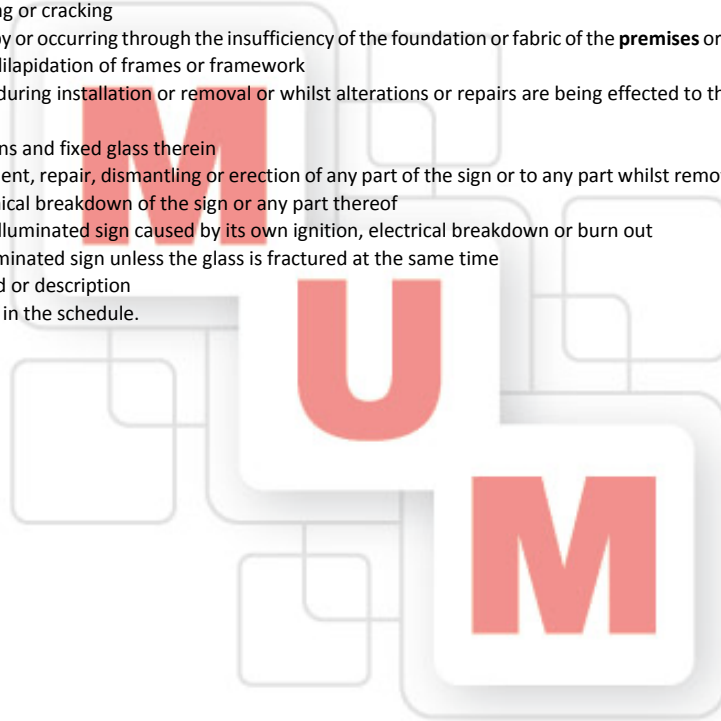 ng or cracking
by or occurring through the insufficiency of the foundation or fabric of the premises or
dilapidation of frames or framework
during installation or removal or whilst alterations or repairs are being effected to th
ns and fixed glass therein
ent, repair, dismantling or erection of any part of the sign or to any part whilst remo
ical breakdown of the sign or any part thereof
lluminated sign caused by its own ignition, electrical breakdown or burn out
minated sign unless the glass is fractured at the same time
d or description
in the schedule.
M
U
M